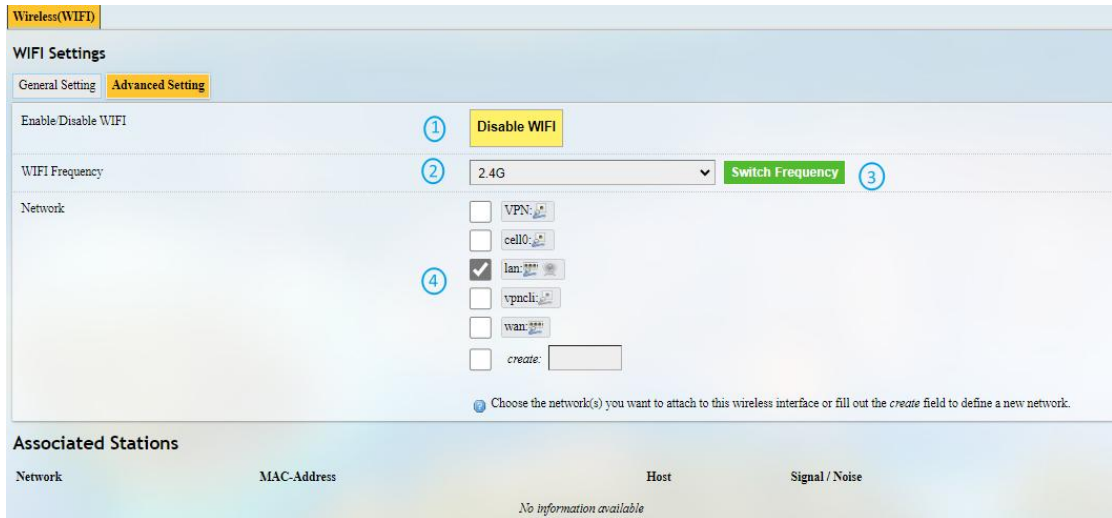 Wireless(WIFI)
WIFI Settings
General Setting Advanced Setting
Enable/Disable WIFI 1 Disable WIFI
WIFI Frequency 2 2.4G Switch Frequency 3
Network VPN:
cell0:
4 lan:
vpncli:
wan:
create:
Choose the network(s) you want to attach to this wireless interface or fill out the create field to define a new network.
Associated Stations
Network MAC-Address Host Signal / Noise
No information available